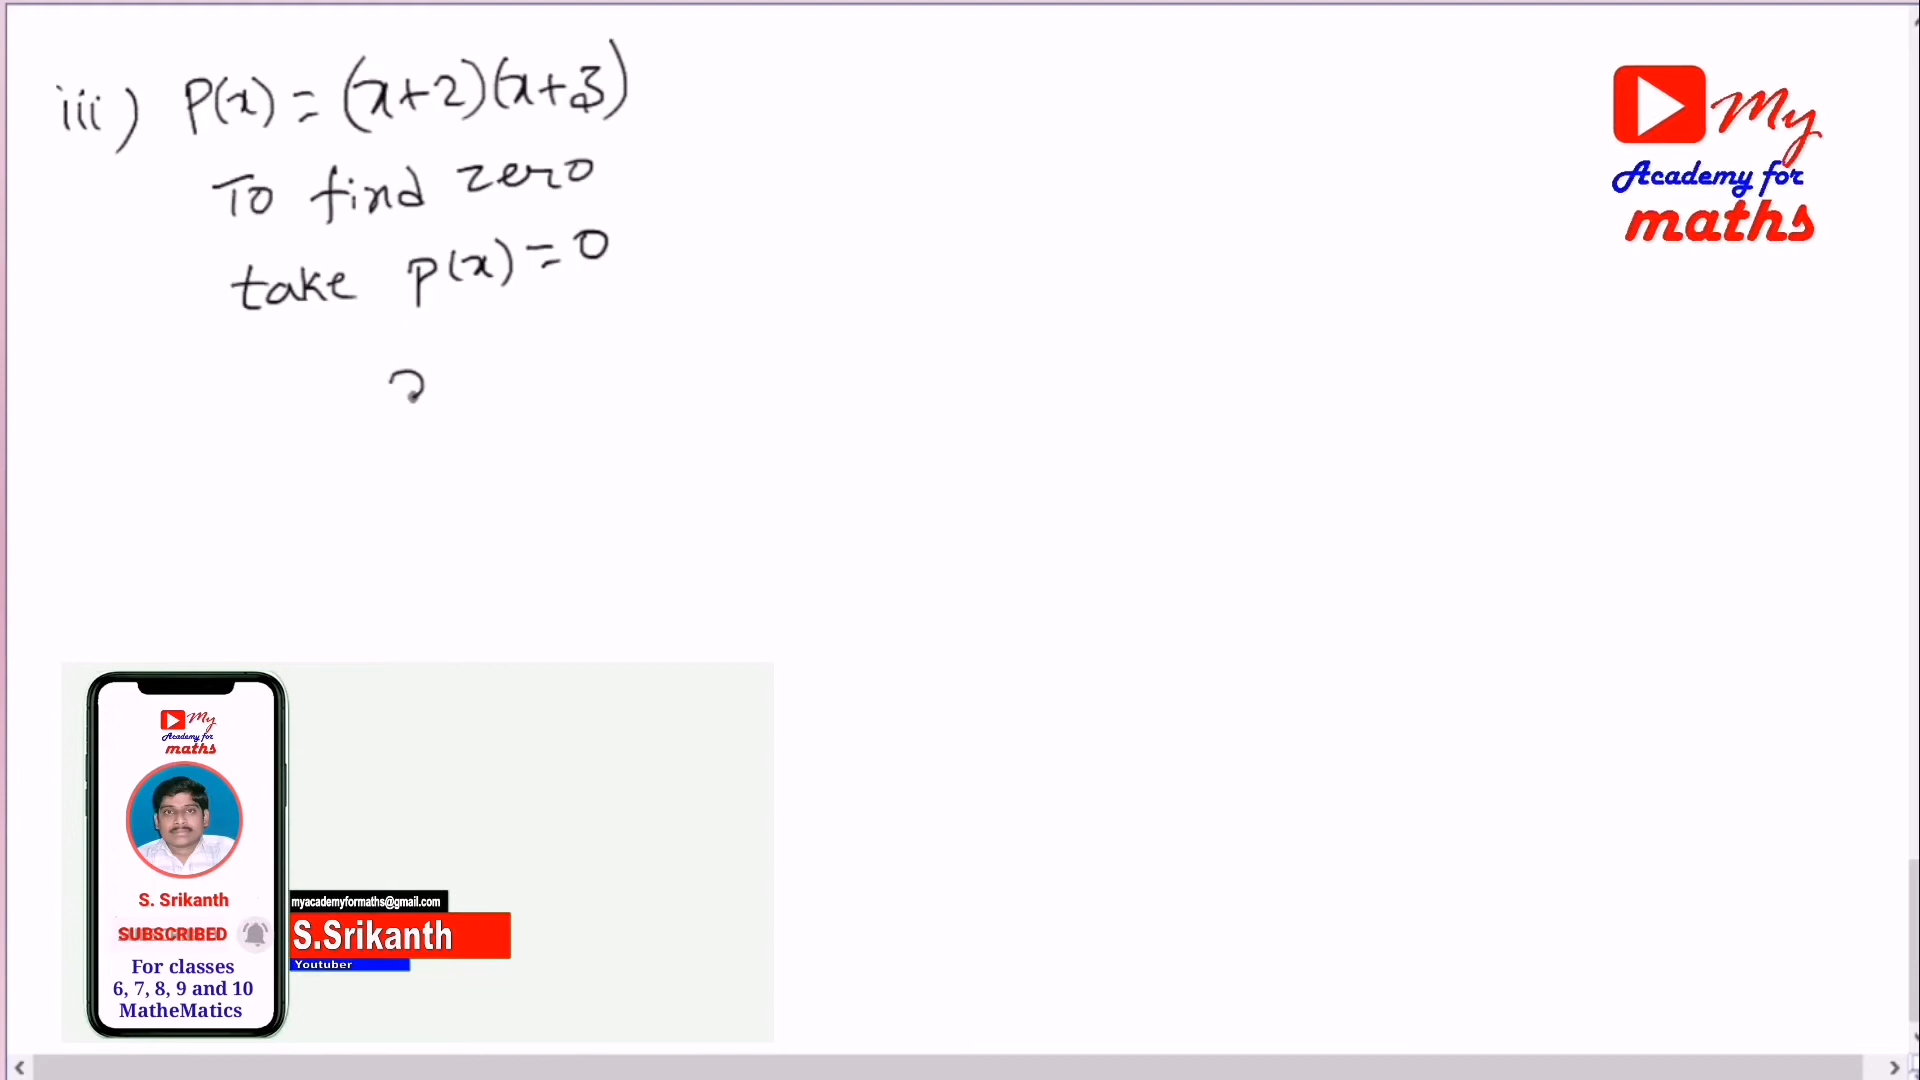 iii) P(x) = (x+2)(x+3)
To find zero
take p(x) = 0
My
Academy for
maths
My
Academy for
maths
S. Srikanth
SUBSCRIBED
For classes
6, 7, 8, 9 and 10
MatheMatics
myacademyformaths@gmail.com
S.Srikanth
Youtuber